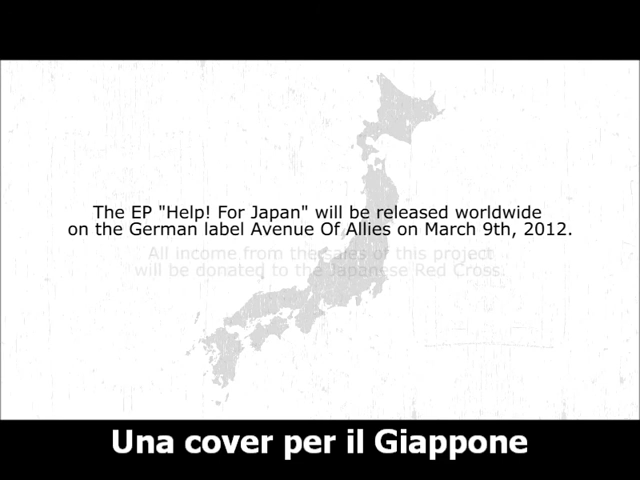 The EP "Help! For Japan" will be released worldwide
on the German label Avenue Of Allies on March 9th, 2012.
All income from the sales of this project
will be donated to the Japanese Red Cross.
Una cover per il Giappone